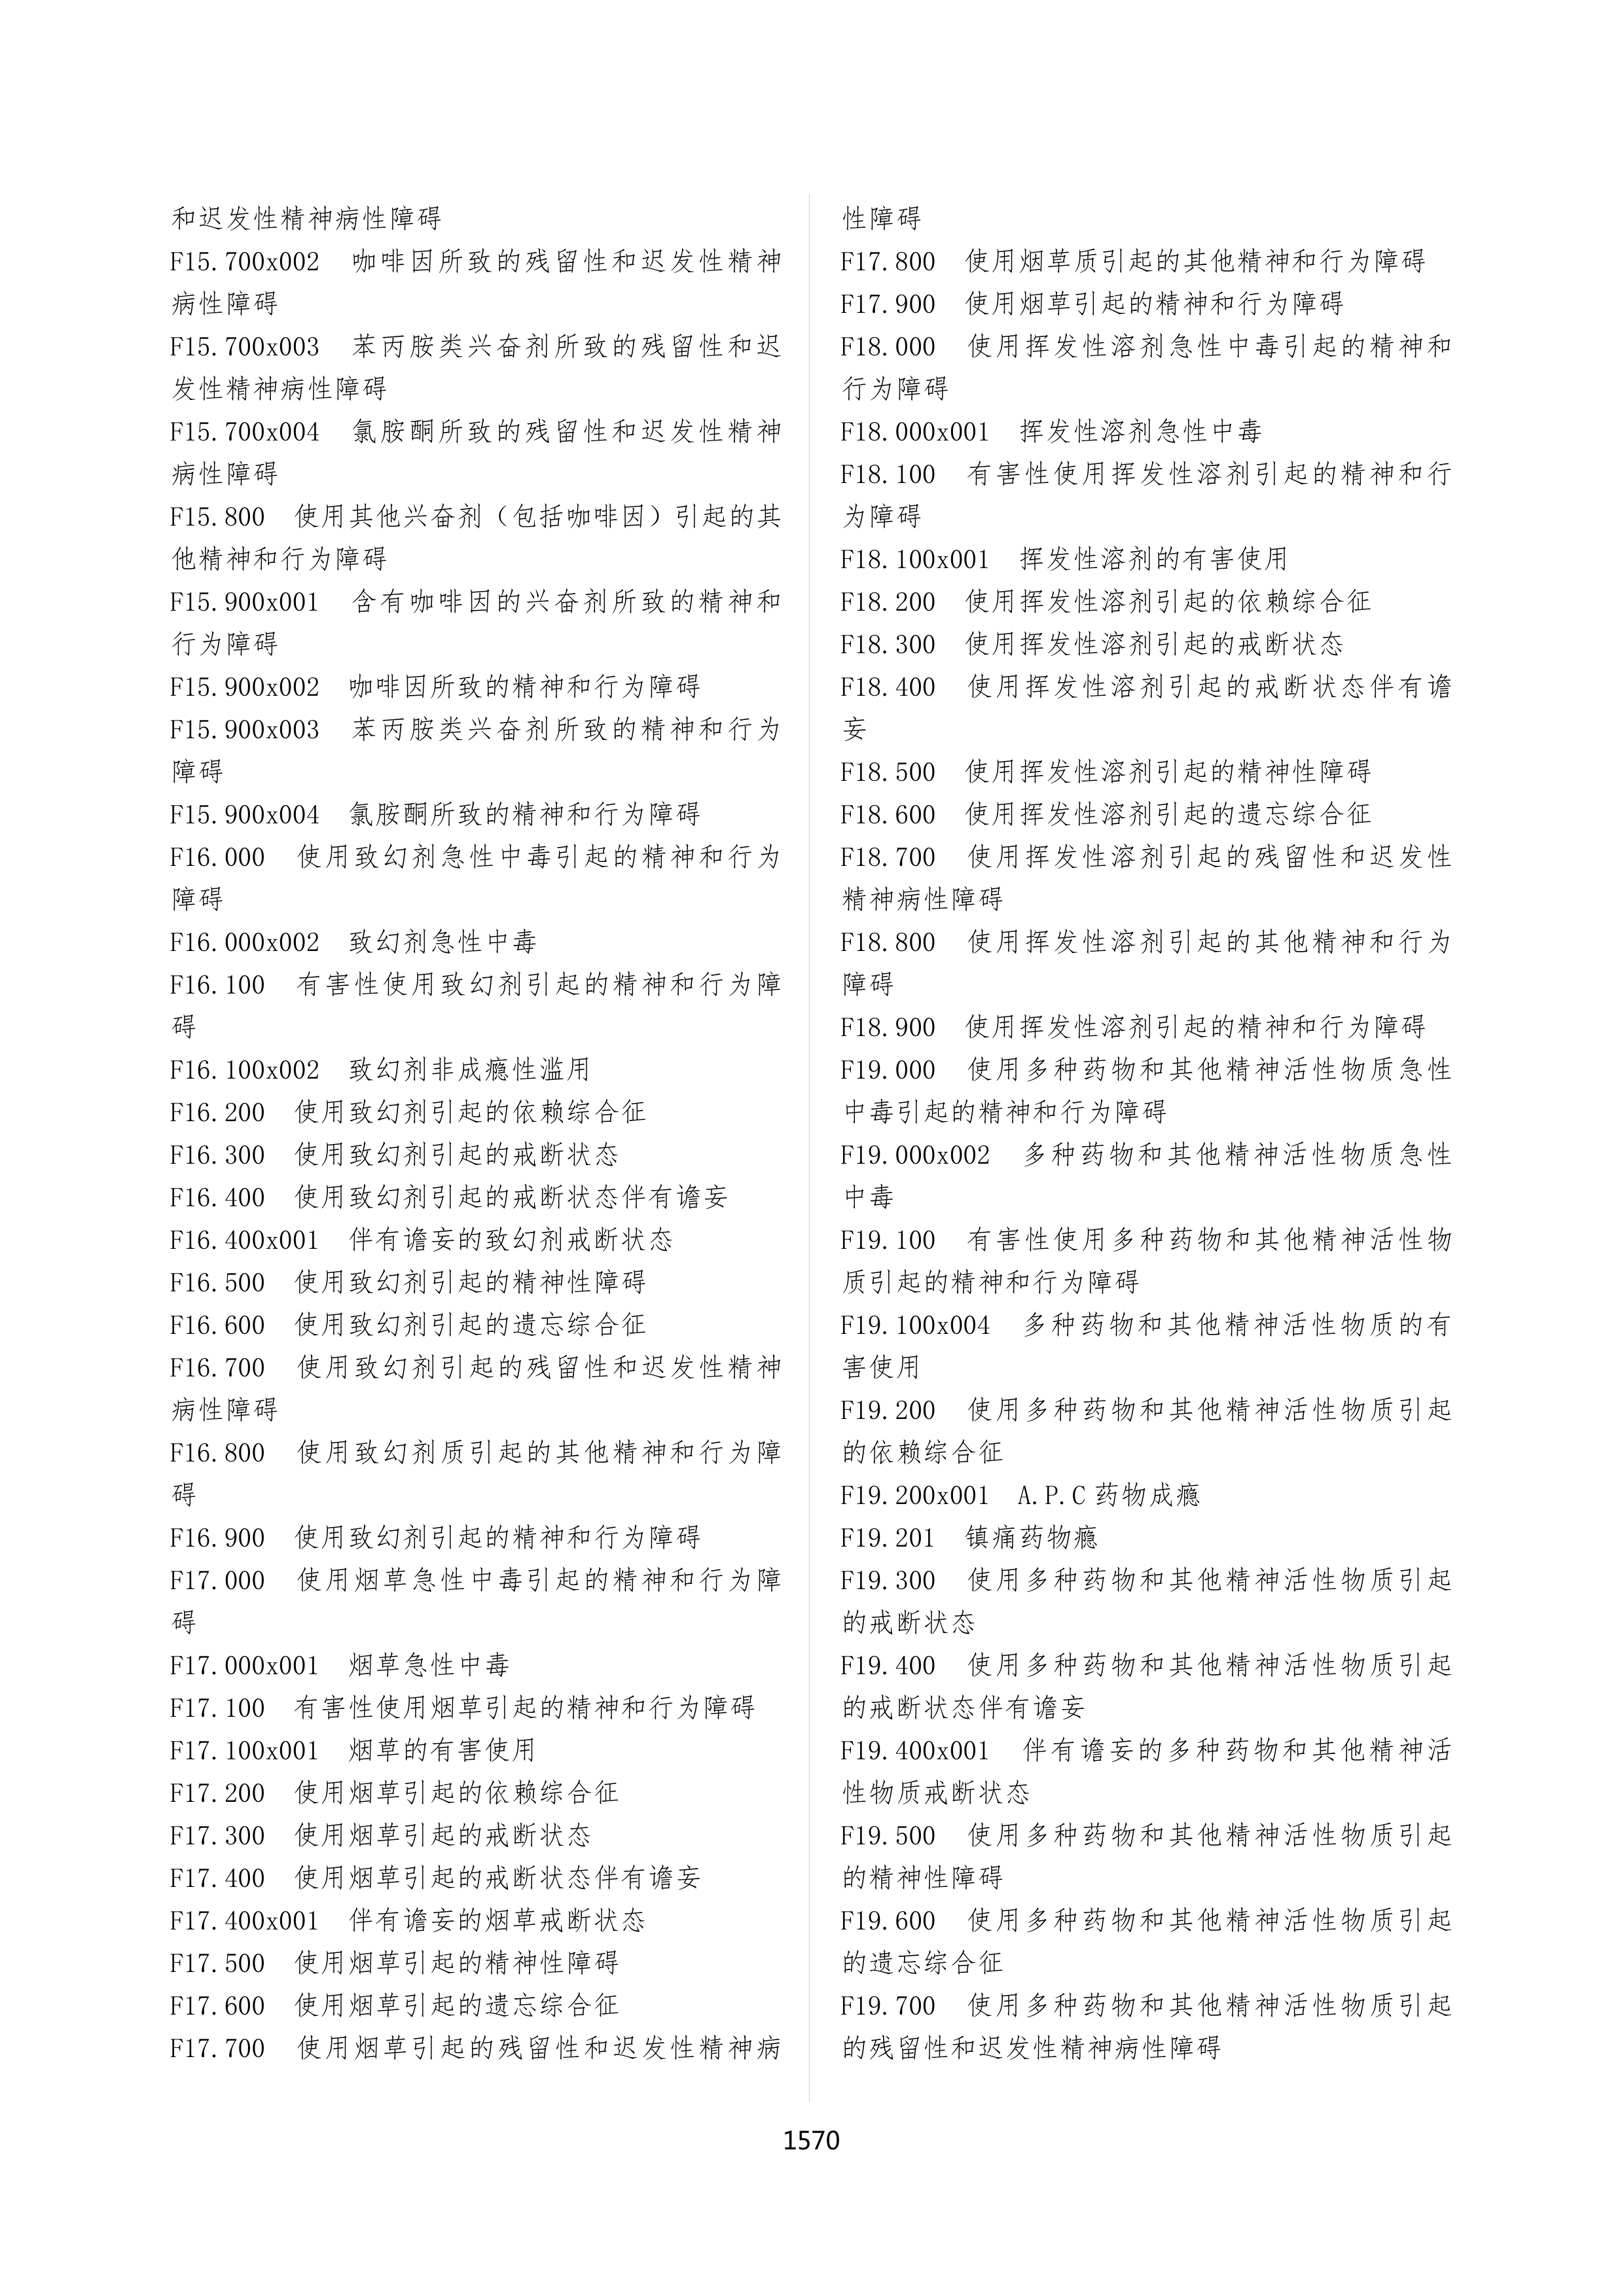 和迟发性精神病性障碍
F15.700x002 咖啡因所致的残留性和迟发性精神
病性障碍
F15.700x003 苯丙胺类兴奋剂所致的残留性和迟
发性精神病性障碍
F15.700x004 氯胺酮所致的残留性和迟发性精神
病性障碍
F15.800 使用其他兴奋剂（包括咖啡因）引起的其
他精神和行为障碍
F15.900x001 含有咖啡因的兴奋剂所致的精神和
行为障碍
F15.900x002 咖啡因所致的精神和行为障碍
F15.900x003 苯丙胺类兴奋剂所致的精神和行为
障碍
F15.900x004 氯胺酮所致的精神和行为障碍
F16.000 使用致幻剂急性中毒引起的精神和行为
障碍
F16.000x002 致幻剂急性中毒
F16.100 有害性使用致幻剂引起的精神和行为障
碍
F16.100x002 致幻剂非成瘾性滥用
F16.200 使用致幻剂引起的依赖综合征
F16.300 使用致幻剂引起的戒断状态
F16.400 使用致幻剂引起的戒断状态伴有谵妄
F16.400x001 伴有谵妄的致幻剂戒断状态
F16.500 使用致幻剂引起的精神性障碍
F16.600 使用致幻剂引起的遗忘综合征
F16.700 使用致幻剂引起的残留性和迟发性精神
病性障碍
F16.800 使用致幻剂质引起的其他精神和行为障
碍
F16.900 使用致幻剂引起的精神和行为障碍
F17.000 使用烟草急性中毒引起的精神和行为障
碍
F17.000x001 烟草急性中毒
F17.100 有害性使用烟草引起的精神和行为障碍
F17.100x001 烟草的有害使用
F17.200 使用烟草引起的依赖综合征
F17.300 使用烟草引起的戒断状态
F17.400 使用烟草引起的戒断状态伴有谵妄
F17.400x001 伴有谵妄的烟草戒断状态
F17.500 使用烟草引起的精神性障碍
F17.600 使用烟草引起的遗忘综合征
F17.700 使用烟草引起的残留性和迟发性精神病
性障碍
F17.800 使用烟草质引起的其他精神和行为障碍
F17.900 使用烟草引起的精神和行为障碍
F18.000 使用挥发性溶剂急性中毒引起的精神和
行为障碍
F18.000x001 挥发性溶剂急性中毒
F18.100 有害性使用挥发性溶剂引起的精神和行
为障碍
F18.100x001 挥发性溶剂的有害使用
F18.200 使用挥发性溶剂引起的依赖综合征
F18.300 使用挥发性溶剂引起的戒断状态
F18.400 使用挥发性溶剂引起的戒断状态伴有谵
妄
F18.500 使用挥发性溶剂引起的精神性障碍
F18.600 使用挥发性溶剂引起的遗忘综合征
F18.700 使用挥发性溶剂引起的残留性和迟发性
精神病性障碍
F18.800 使用挥发性溶剂引起的其他精神和行为
障碍
F18.900 使用挥发性溶剂引起的精神和行为障碍
F19.000 使用多种药物和其他精神活性物质急性
中毒引起的精神和行为障碍
F19.000x002 多种药物和其他精神活性物质急性
中毒
F19.100 有害性使用多种药物和其他精神活性物
质引起的精神和行为障碍
F19.100x004 多种药物和其他精神活性物质的有
害使用
F19.200 使用多种药物和其他精神活性物质引起
的依赖综合征
F19.200x001 A.P.C 药物成瘾
F19.201 镇痛药物瘾
F19.300 使用多种药物和其他精神活性物质引起
的戒断状态
F19.400 使用多种药物和其他精神活性物质引起
的戒断状态伴有谵妄
F19.400x001 伴有谵妄的多种药物和其他精神活
性物质戒断状态
F19.500 使用多种药物和其他精神活性物质引起
的精神性障碍
F19.600 使用多种药物和其他精神活性物质引起
的遗忘综合征
F19.700 使用多种药物和其他精神活性物质引起
的残留性和迟发性精神病性障碍
1570